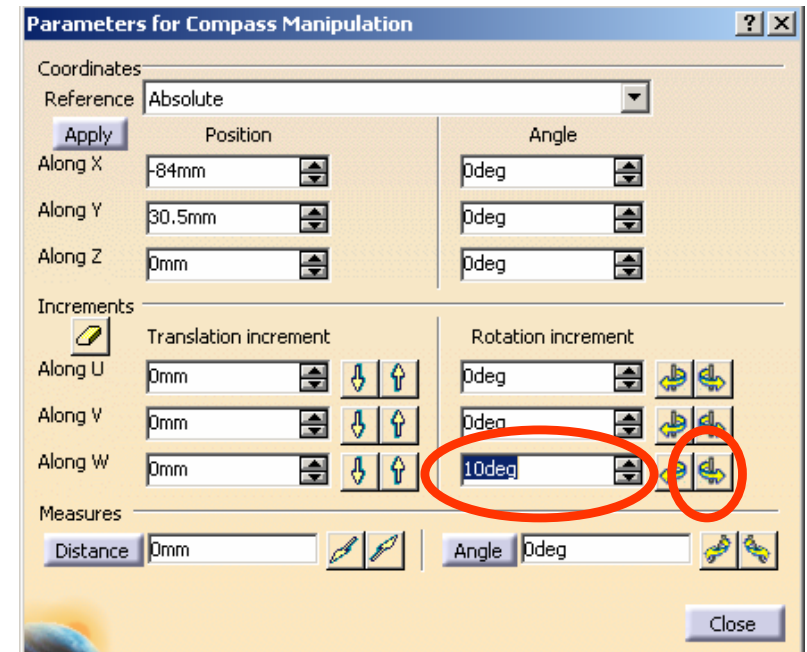 Parameters for Compass Manipulation
Coordinates
Reference Absolute
Apply Position Angle
Along X -84mm 0deg
Along Y 30.5mm 0deg
Along Z 0mm 0deg
Increments
Translation increment Rotation increment
Along U 0mm 0deg
Along V 0mm 0deg
Along W 0mm 10deg
Measures
Distance 0mm Angle 0deg
Close